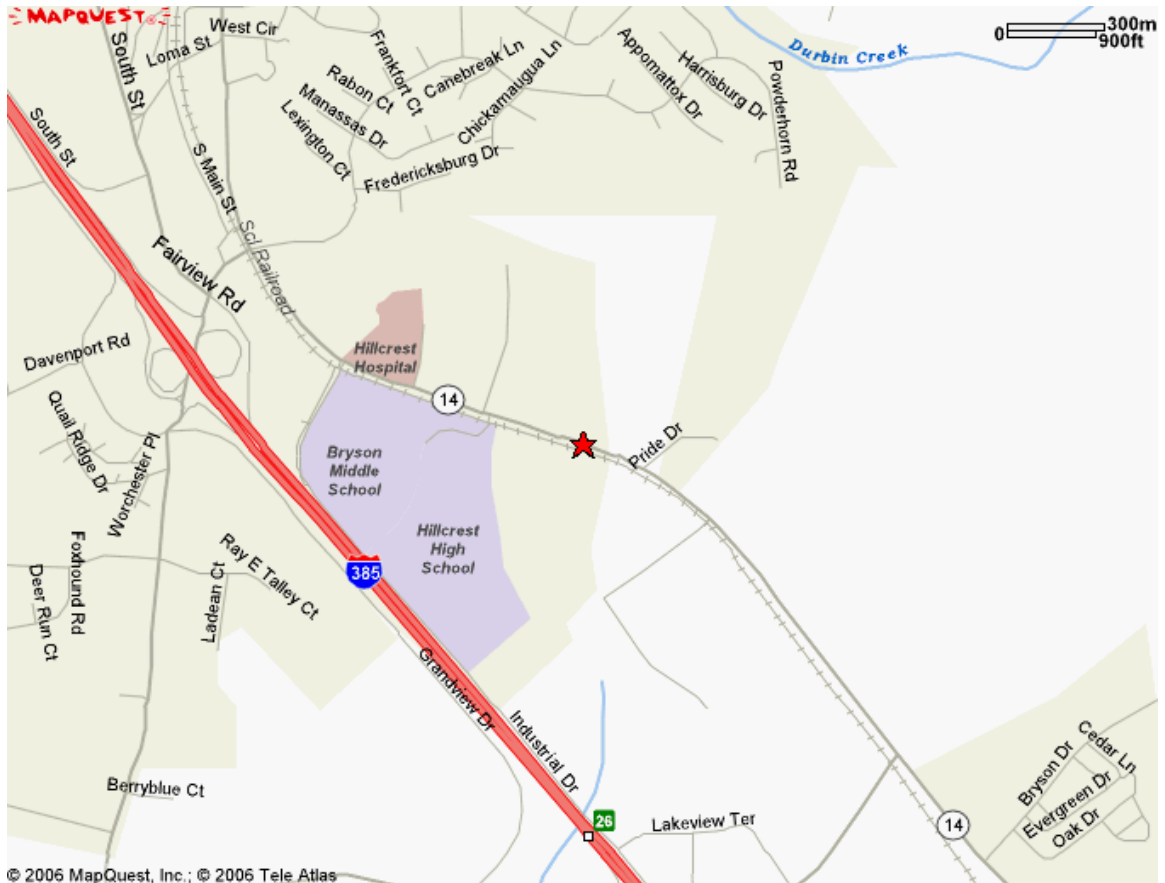 MAPQUEST
West Cir
Loma St
South St
Frankfort Ct
Canebreak Ln
Rabon Ct
Manassas Dr
Lexington Ct
Chickamaugua Ln
Fredericksburg Dr
Appomattox Dr
Harrisburg Dr
Powderhorn Rd
Durbin Creek
0 300m
900ft
South St
S Main St
Scl Railroad
Fairview Rd
Davenport Rd
Quail Ridge Dr
Worchester Pl
Hillcrest
Hospital
14
Bryson
Middle
School
Hillcrest
High
School
Pride Dr
385
Foxhound Rd
Deer Run Ct
Ladean Ct
Ray E Talley Ct
Grandview Dr
Industrial Dr
Berryblue Ct
26
Lakeview Ter
14
Bryson Dr
Cedar Ln
Evergreen Dr
Oak Dr
© 2006 MapQuest, Inc.; © 2006 Tele Atlas